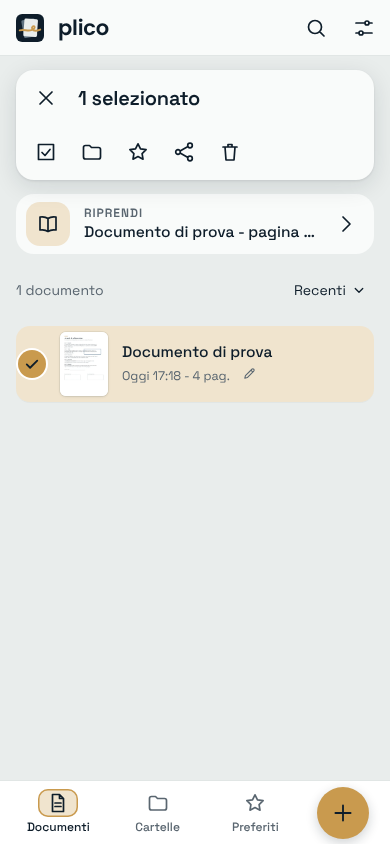 plico
1 selezionato
RIPRENDI
Documento di prova - pagina ...
1 documento
Recenti
Documento di prova
Oggi 17:18 - 4 pag.
Documenti
Cartelle
Preferiti